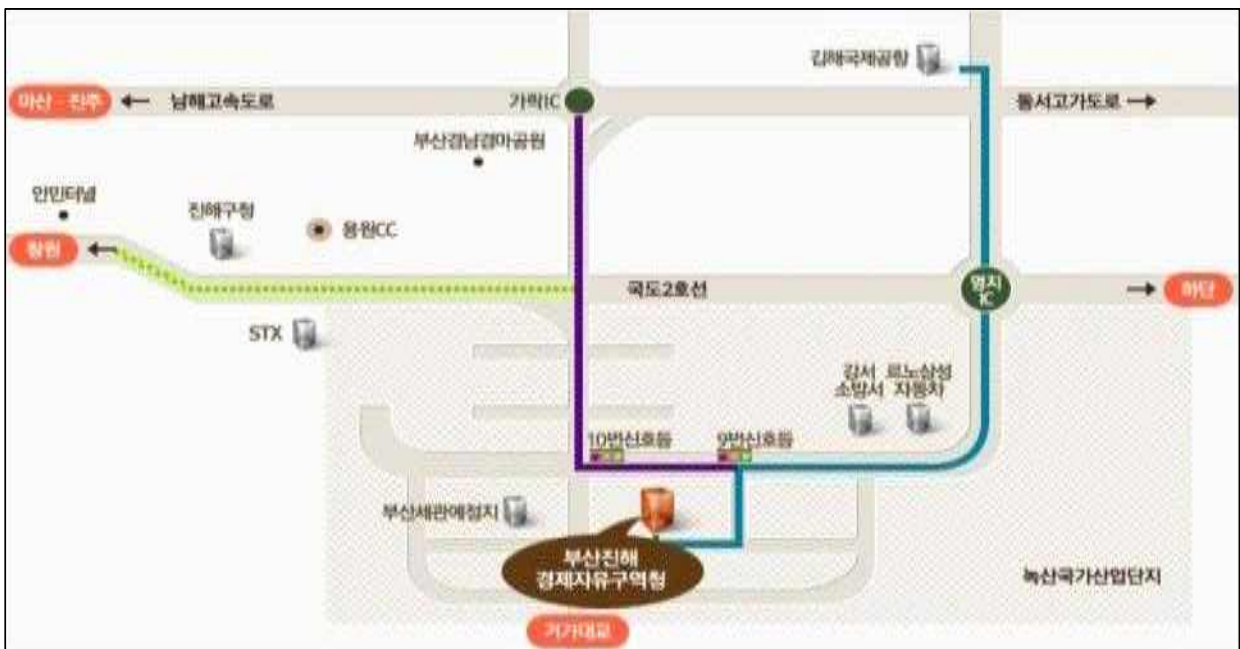 김해국제공항
마산 · 진주
남해고속도로
가락IC
동서고가도로
부산경남경마공원
안민터널
진해구청
용원CC
창원
국도2호선
명지
IC
하단
STX
강서
소방서
르노삼성
자동차
10번신호등
9번신호등
부산세관예정지
부산진해
경제자유구역청
녹산국가산업단지
거가대교